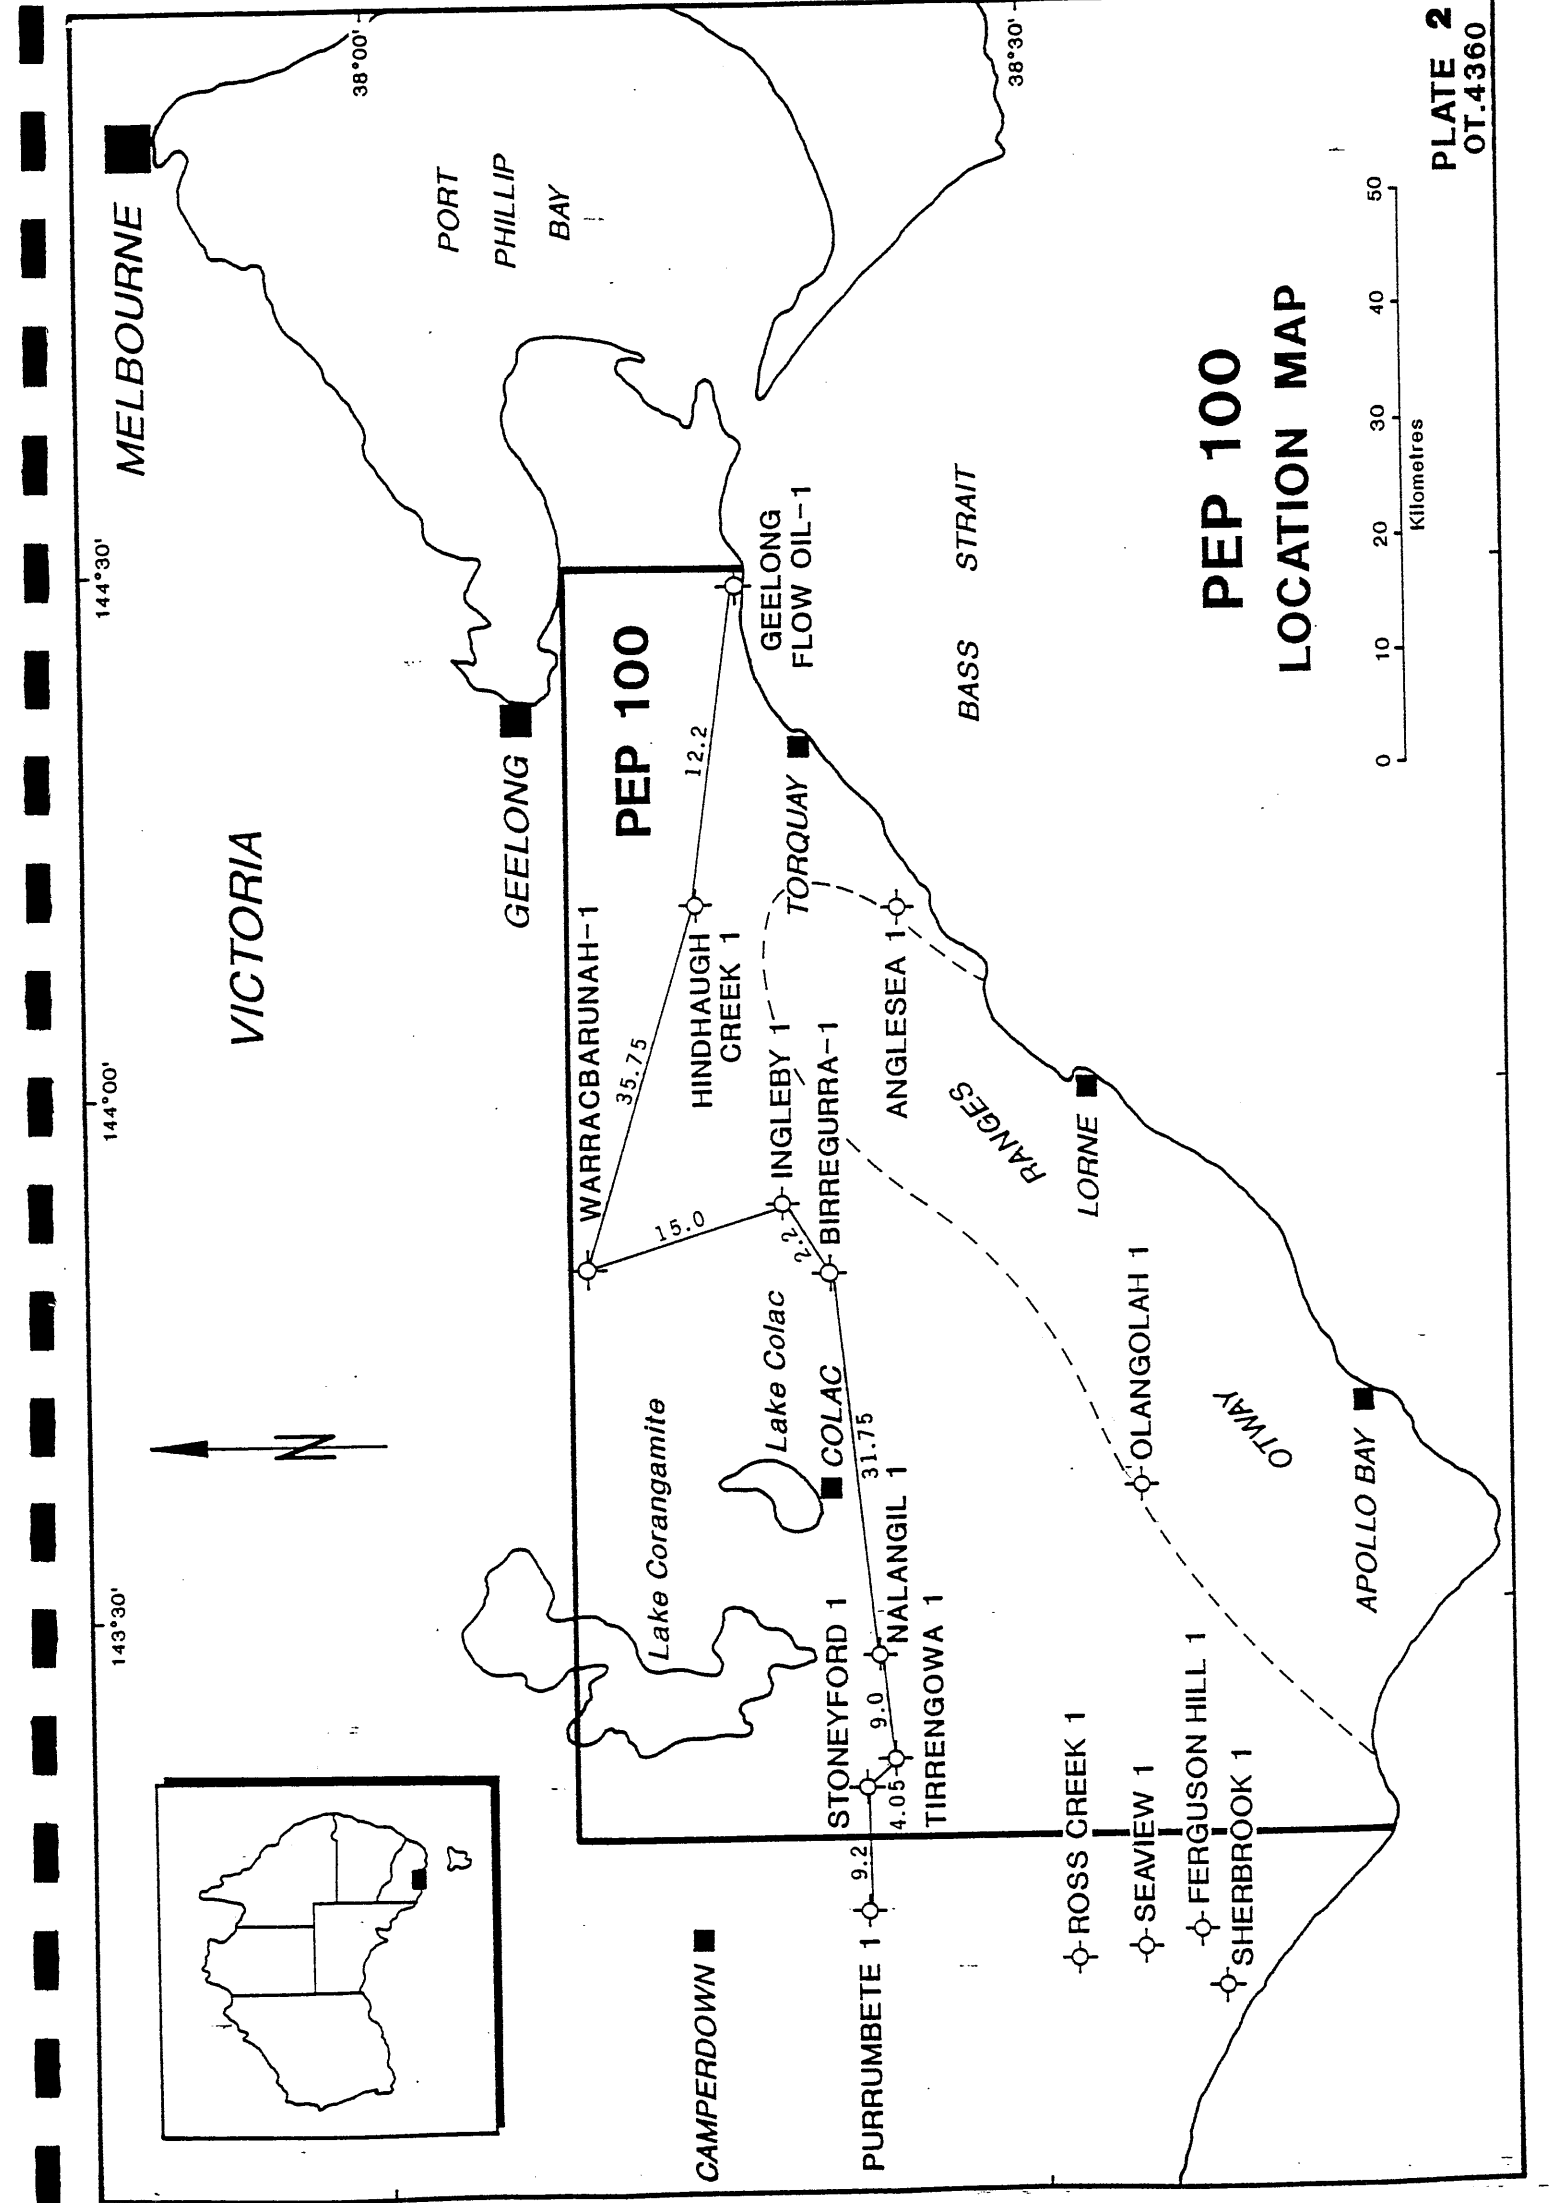 143°30'
144°00'
144°30'
MELBOURNE
38°00'
VICTORIA
PORT
PHILLIP
BAY
GEELONG
N
Lake Corangamite
WARRACBARUNAH-1
PEP 100
35.75
15.0
12.2
CAMPERDOWN
Lake Colac
HINDHAUGH
CREEK 1
INGLEBY 1
2.2
BIRREGURRA-1
TORQUAY
GEELONG
FLOW OIL-1
COLAC
31.75
STONEYFORD 1
PURRUMBETE 1
9.2
4.05
9.0
NALANGIL 1
TIRRENGOWA 1
ANGLESEA 1
BASS STRAIT
38°30'
RANGES
LORNE
ROSS CREEK 1
SEAVIEW 1
OLANGOLAH 1
FERGUSON HILL 1
SHERBROOK 1
OTWAY
APOLLO BAY
PEP 100
LOCATION MAP
0 10 20 30 40 50
Kilometres
PLATE 2
OT.4360